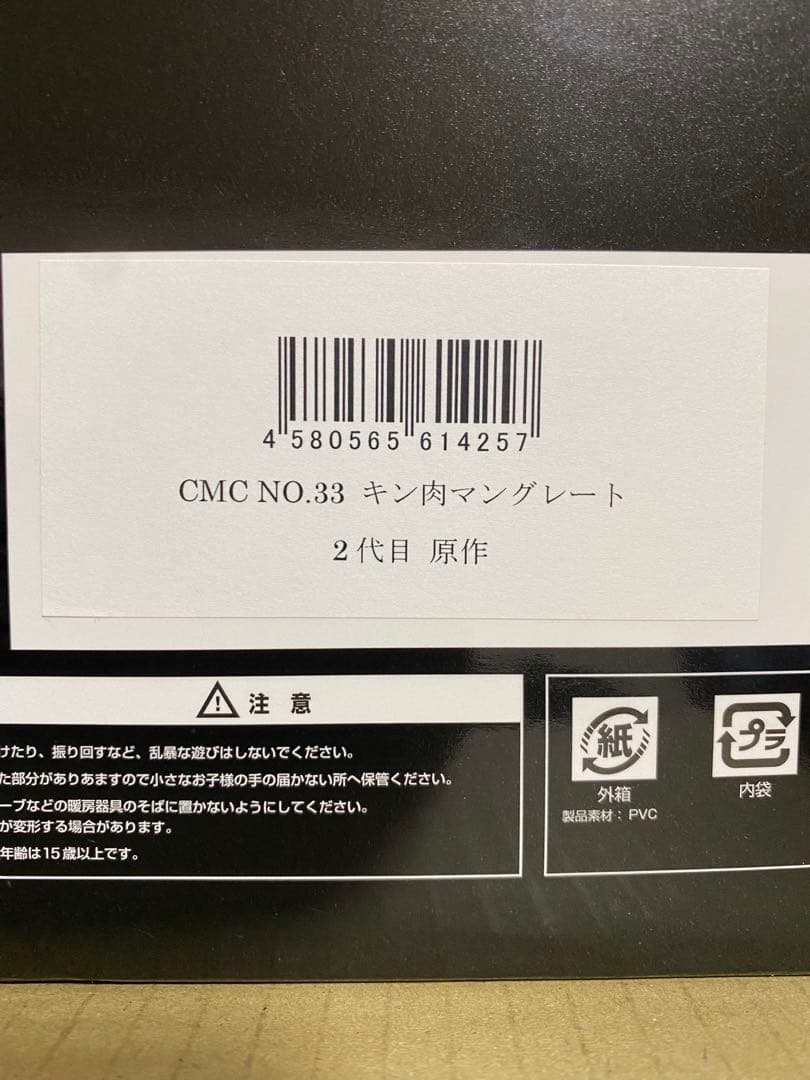 4 580565 614257
CMC NO.33 キン肉マングレート
2代目 原作
注 意
けたり、振り回すなど、乱暴な遊びはしないでください。
た部分がありあますので小さなお子様の手の届かない所へ保管ください。
ーブなどの暖房器具のそばに置かないようにしてください。
が変形する場合があります。
年齢は15歳以上です。
紙
外箱
製品素材：PVC
プラ
内袋